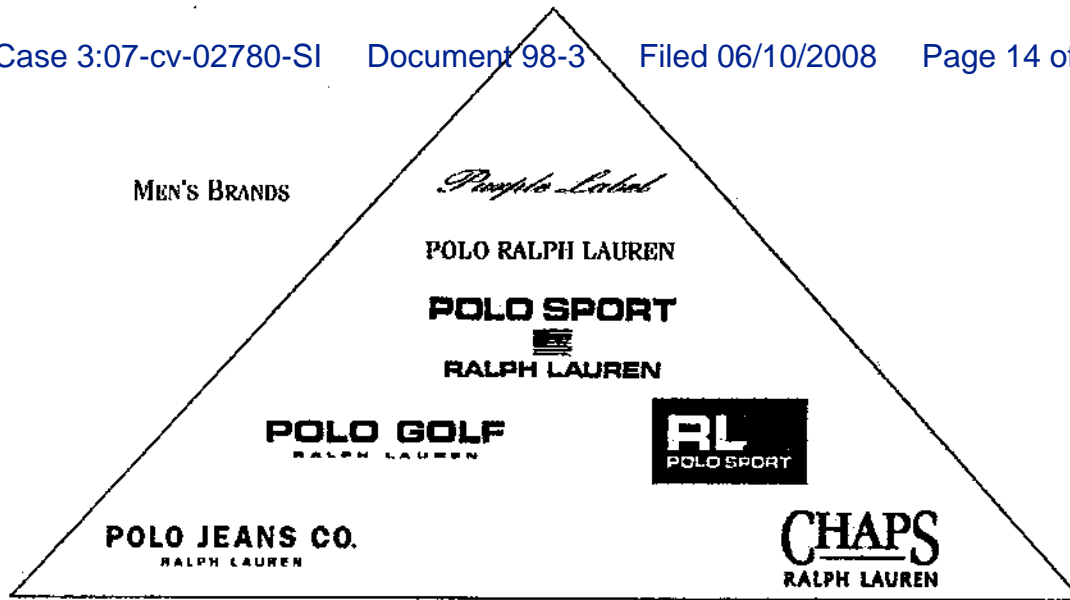 Case 3:07-cv-02780-SI Document 98-3 Filed 06/10/2008 Page 14 of
MEN'S BRANDS
Purple Label
POLO RALPH LAUREN
POLO SPORT
RALPH LAUREN
POLO GOLF
RALPH LAUREN
RL
POLO SPORT
POLO JEANS CO.
RALPH LAUREN
CHAPS
RALPH LAUREN